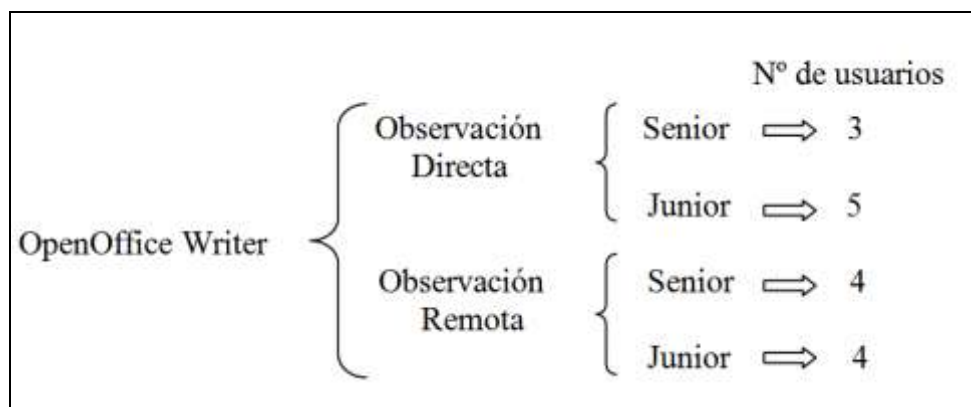 Nº de usuarios
Observación
Directa
Senior ⇨ 3
Junior ⇨ 5
OpenOffice Writer
Observación
Remota
Senior ⇨ 4
Junior ⇨ 4